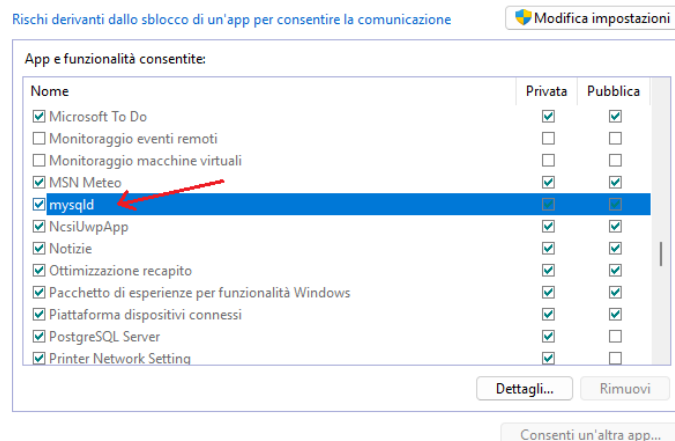 Rischi derivanti dallo sblocco di un'app per consentire la comunicazione
Modifica impostazioni
App e funzionalità consentite:
Nome Privata Pubblica
Microsoft To Do
Monitoraggio eventi remoti
Monitoraggio macchine virtuali
MSN Meteo
mysqld
NcsiUwpApp
Notizie
Ottimizzazione recapito
Pacchetto di esperienze per funzionalità Windows
Piattaforma dispositivi connessi
PostgreSQL Server
Printer Network Setting
Dettagli... Rimuovi
Consenti un'altra app...